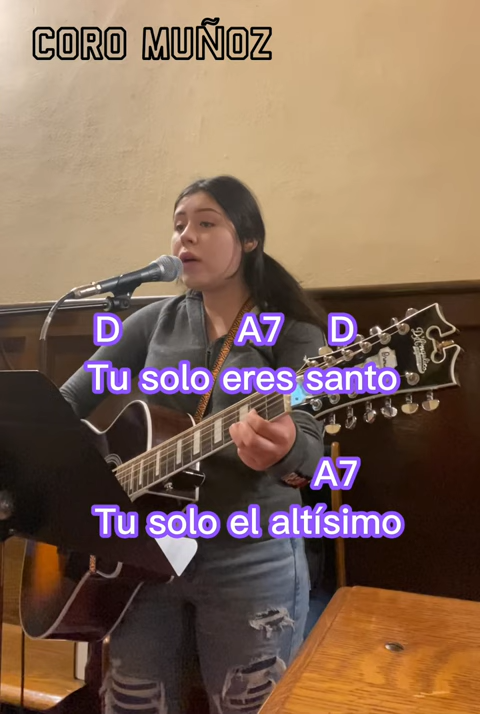 CORO MUÑOZ
D A7 D
Tu solo eres santo
A7
Tu solo el altísimo